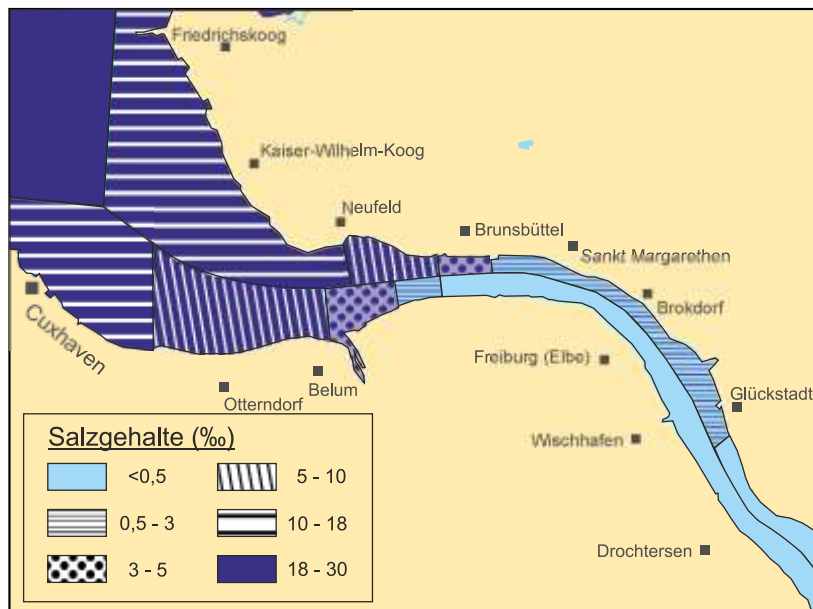 Friedrichskoog
Kaiser-Wilhelm-Koog
Neufeld
Brunsbüttel
Sankt Margarethen
Cuxhaven
Brokdorf
Freiburg (Elbe)
Belum
Otterndorf
Glückstadt
Wischhafen
Drochtersen
Salzgehalte (‰)
<0,5
5 - 10
0,5 - 3
10 - 18
3 - 5
18 - 30